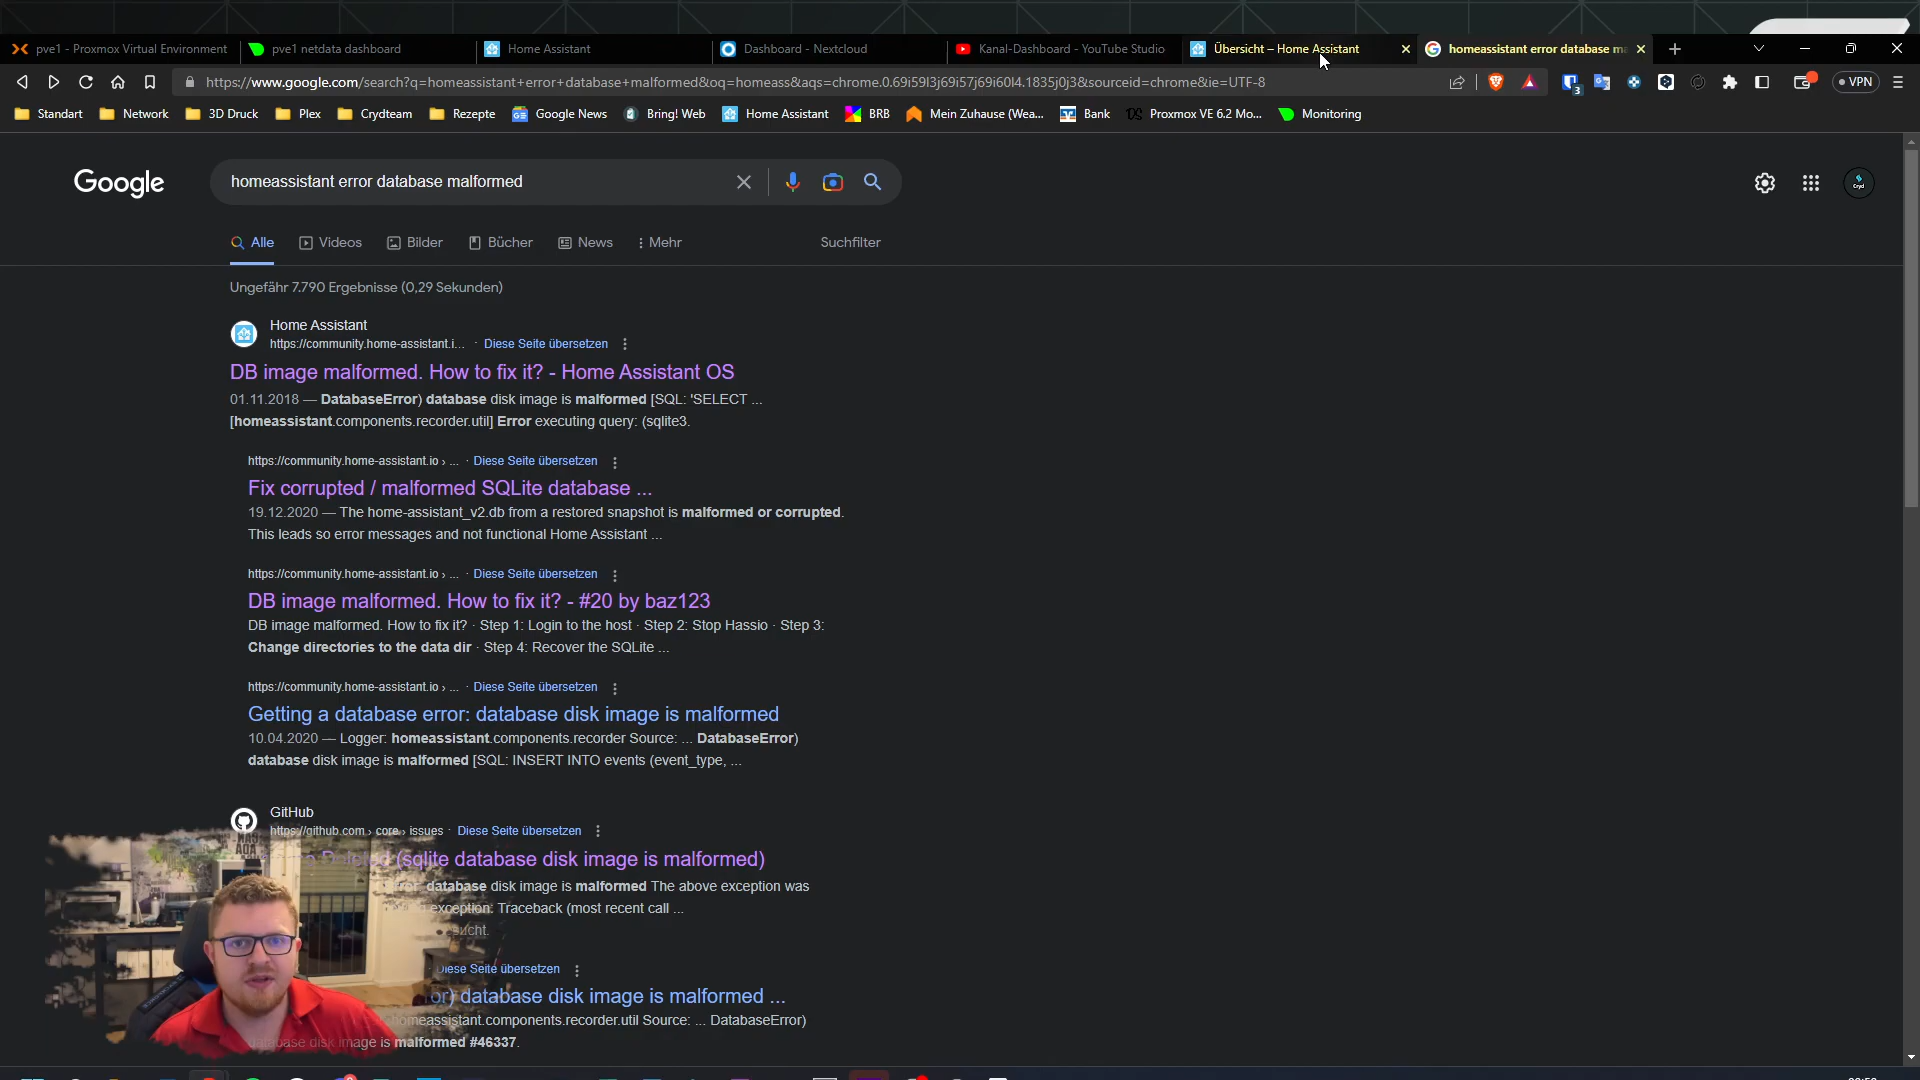 pve1 - Proxmox Virtual Environment
pve1 netdata dashboard
Home Assistant
Dashboard - Nextcloud
Kanal-Dashboard - YouTube Studio
Übersicht – Home Assistant
homeassistant error database ma
https://www.google.com/search?q=homeassistant+error+database+malformed&oq=homeass&aqs=chrome.0.69i59l3j69i57j69i60l4.1835j0j3&sourceid=chrome&ie=UTF-8
3
VPN
Standart
Network
3D Druck
Plex
Crydteam
Rezepte
Google News
Bring! Web
Home Assistant
BRB
Mein Zuhause (Wea...
Bank
Proxmox VE 6.2 Mo...
Monitoring
Google
homeassistant error database malformed
Cryd
Alle
Videos
Bilder
Bücher
News
Mehr
Suchfilter
Ungefähr 7.790 Ergebnisse (0,29 Sekunden)
Home Assistant
https://community.home-assistant.i... · Diese Seite übersetzen
DB image malformed. How to fix it? - Home Assistant OS
01.11.2018 — DatabaseError) database disk image is malformed [SQL: 'SELECT ...
[homeassistant.components.recorder.util] Error executing query: (sqlite3.
https://community.home-assistant.io › ... · Diese Seite übersetzen
Fix corrupted / malformed SQLite database ...
19.12.2020 — The home-assistant_v2.db from a restored snapshot is malformed or corrupted.
This leads so error messages and not functional Home Assistant ...
https://community.home-assistant.io › ... · Diese Seite übersetzen
DB image malformed. How to fix it? - #20 by baz123
DB image malformed. How to fix it? · Step 1: Login to the host · Step 2: Stop Hassio · Step 3:
Change directories to the data dir · Step 4: Recover the SQLite ...
https://community.home-assistant.io › ... · Diese Seite übersetzen
Getting a database error: database disk image is malformed
10.04.2020 — Logger: homeassistant.components.recorder Source: ... DatabaseError)
database disk image is malformed [SQL: INSERT INTO events (event_type, ...
GitHub
https://github.com › core › issues · Diese Seite übersetzen
(sqlite database disk image is malformed)
database disk image is malformed The above exception was
exception: Traceback (most recent call ...
Diese Seite übersetzen
database disk image is malformed ...
homeassistant.components.recorder.util Source: ... DatabaseError)
database disk image is malformed #46337.